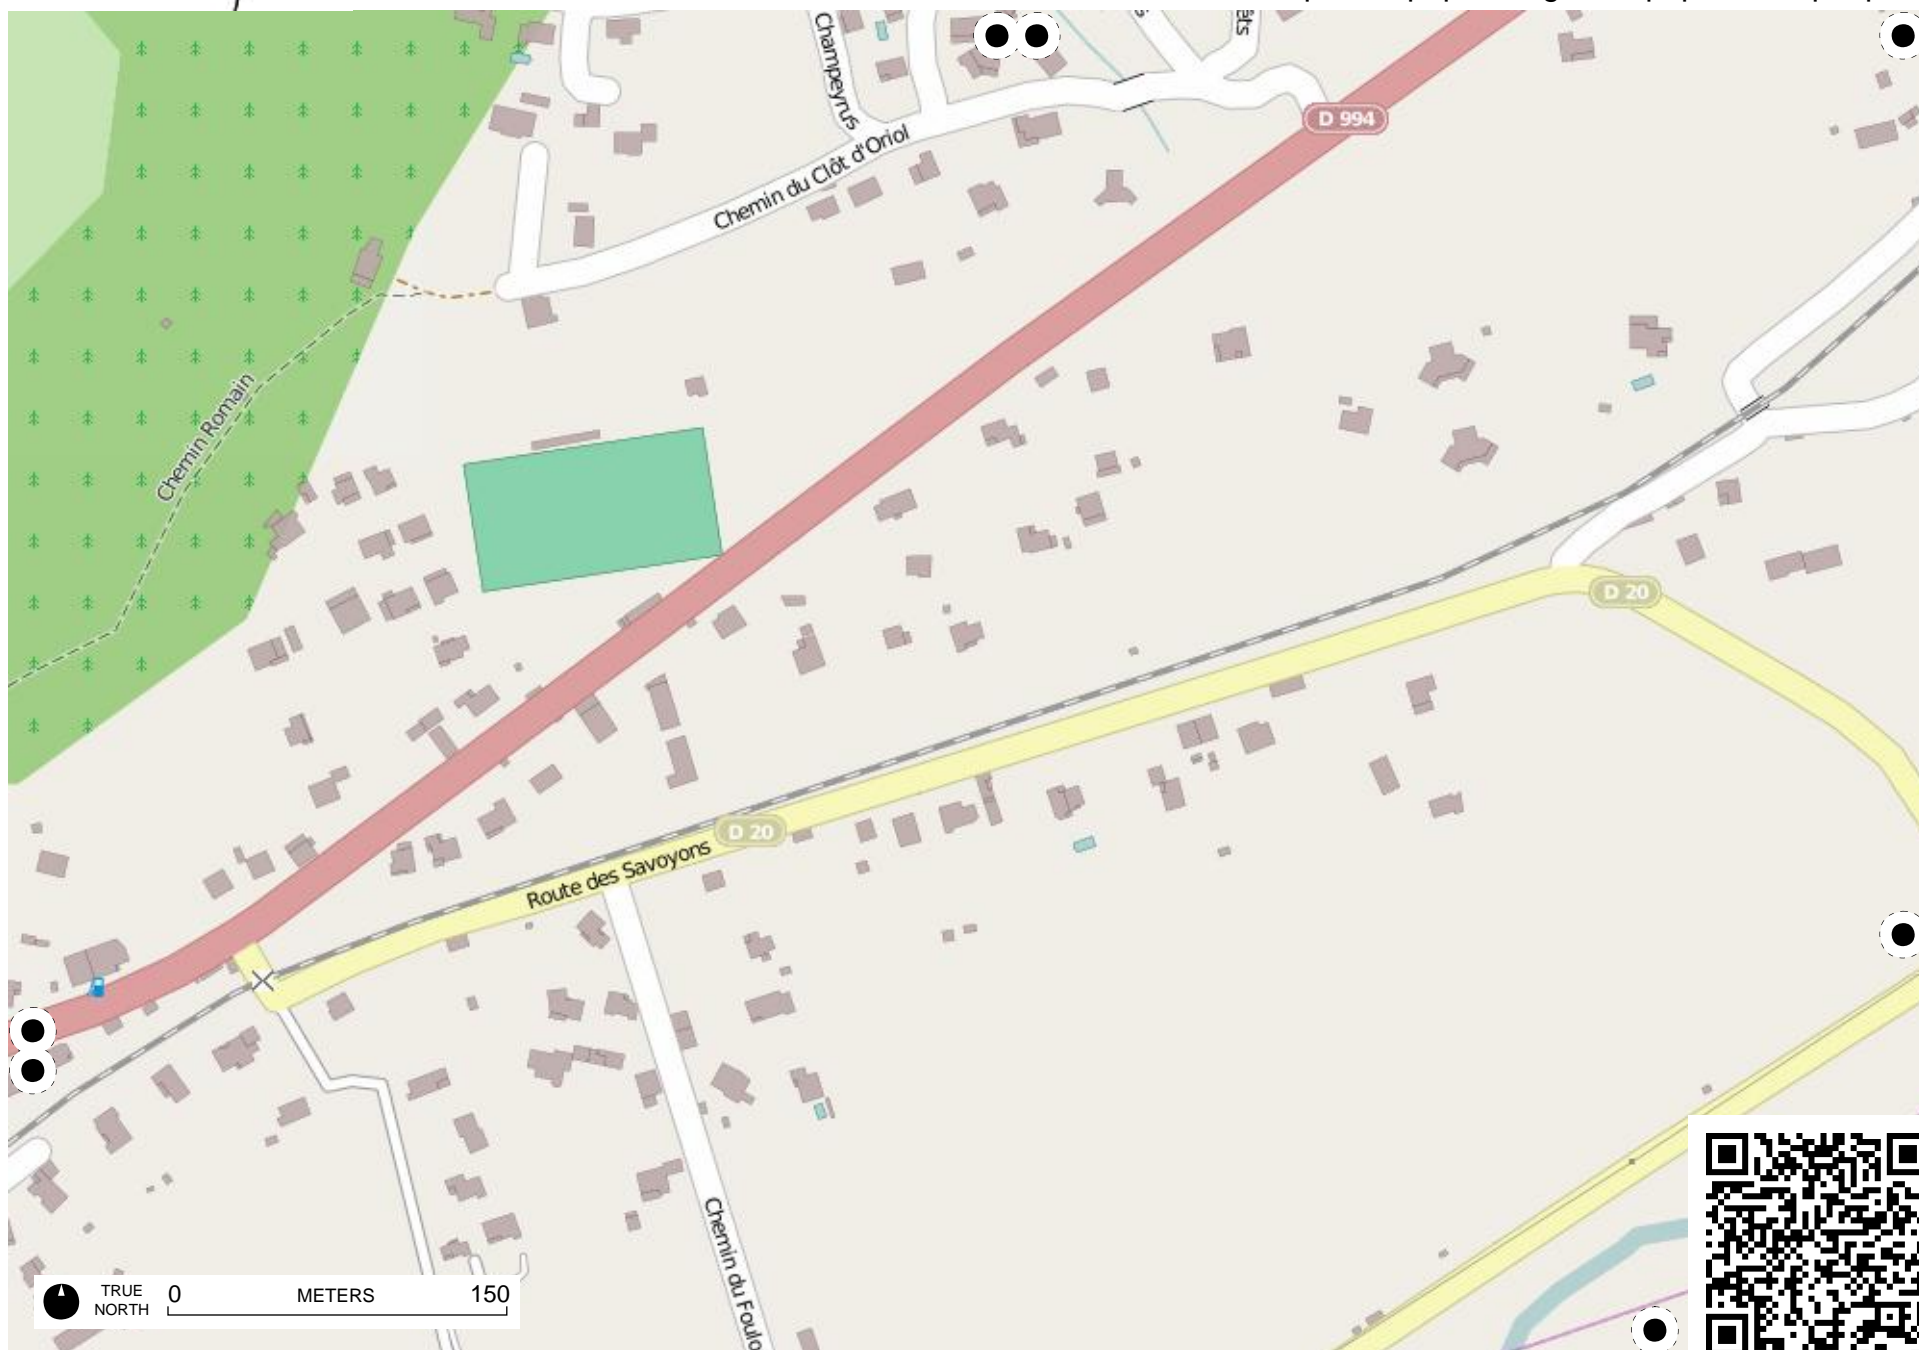 Champeyrus
êts
D 994
Chemin du Clôt d'Oriol
Chemin Romain
D 20
D 20
Route des Savoyons
Chemin du Foulo
TRUE NORTH
0 METERS 150